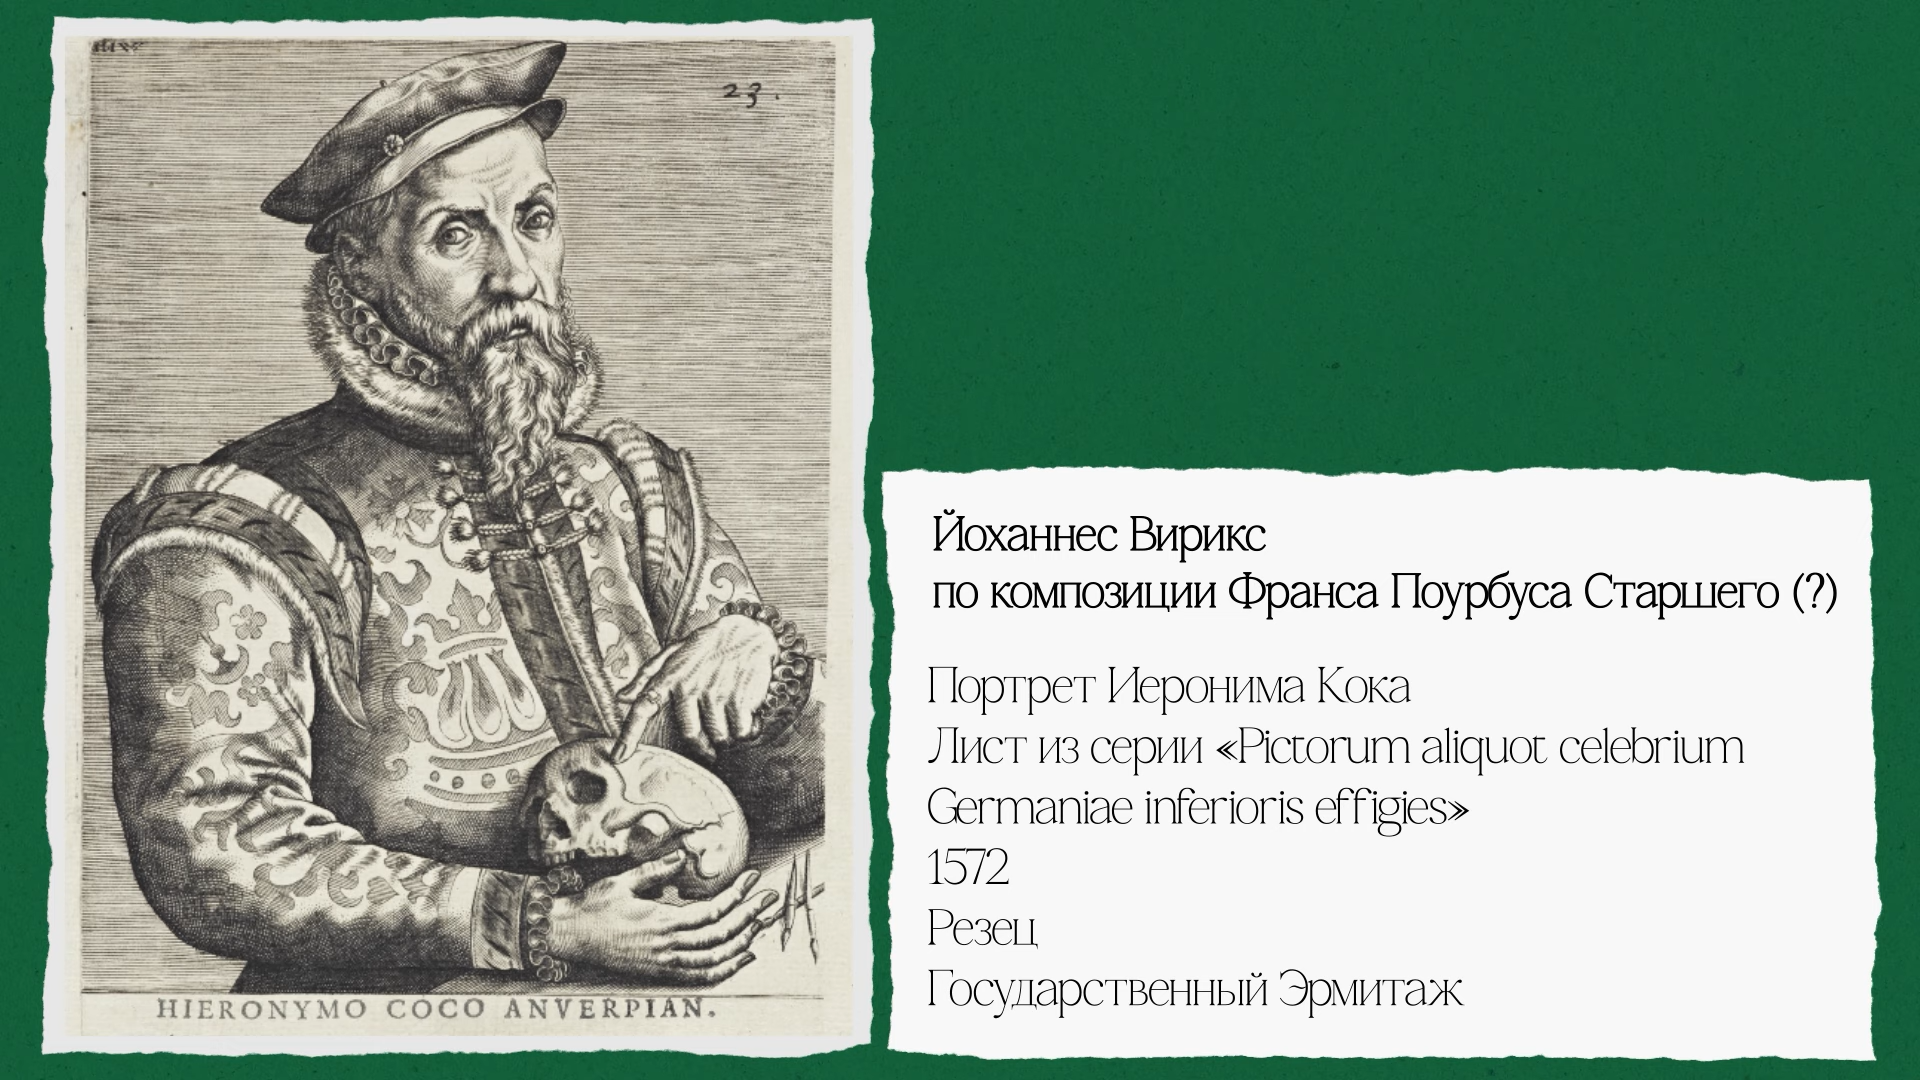 23.
HIERONYMO COCO ANVERPIAN.
Йоханнес Вирикс
по композиции Франса Поурбуса Старшего (?)
Портрет Иеронима Кока
Лист из серии «Pictorum aliquot celebrium
Germaniae inferioris effigies»
1572
Резец
Государственный Эрмитаж